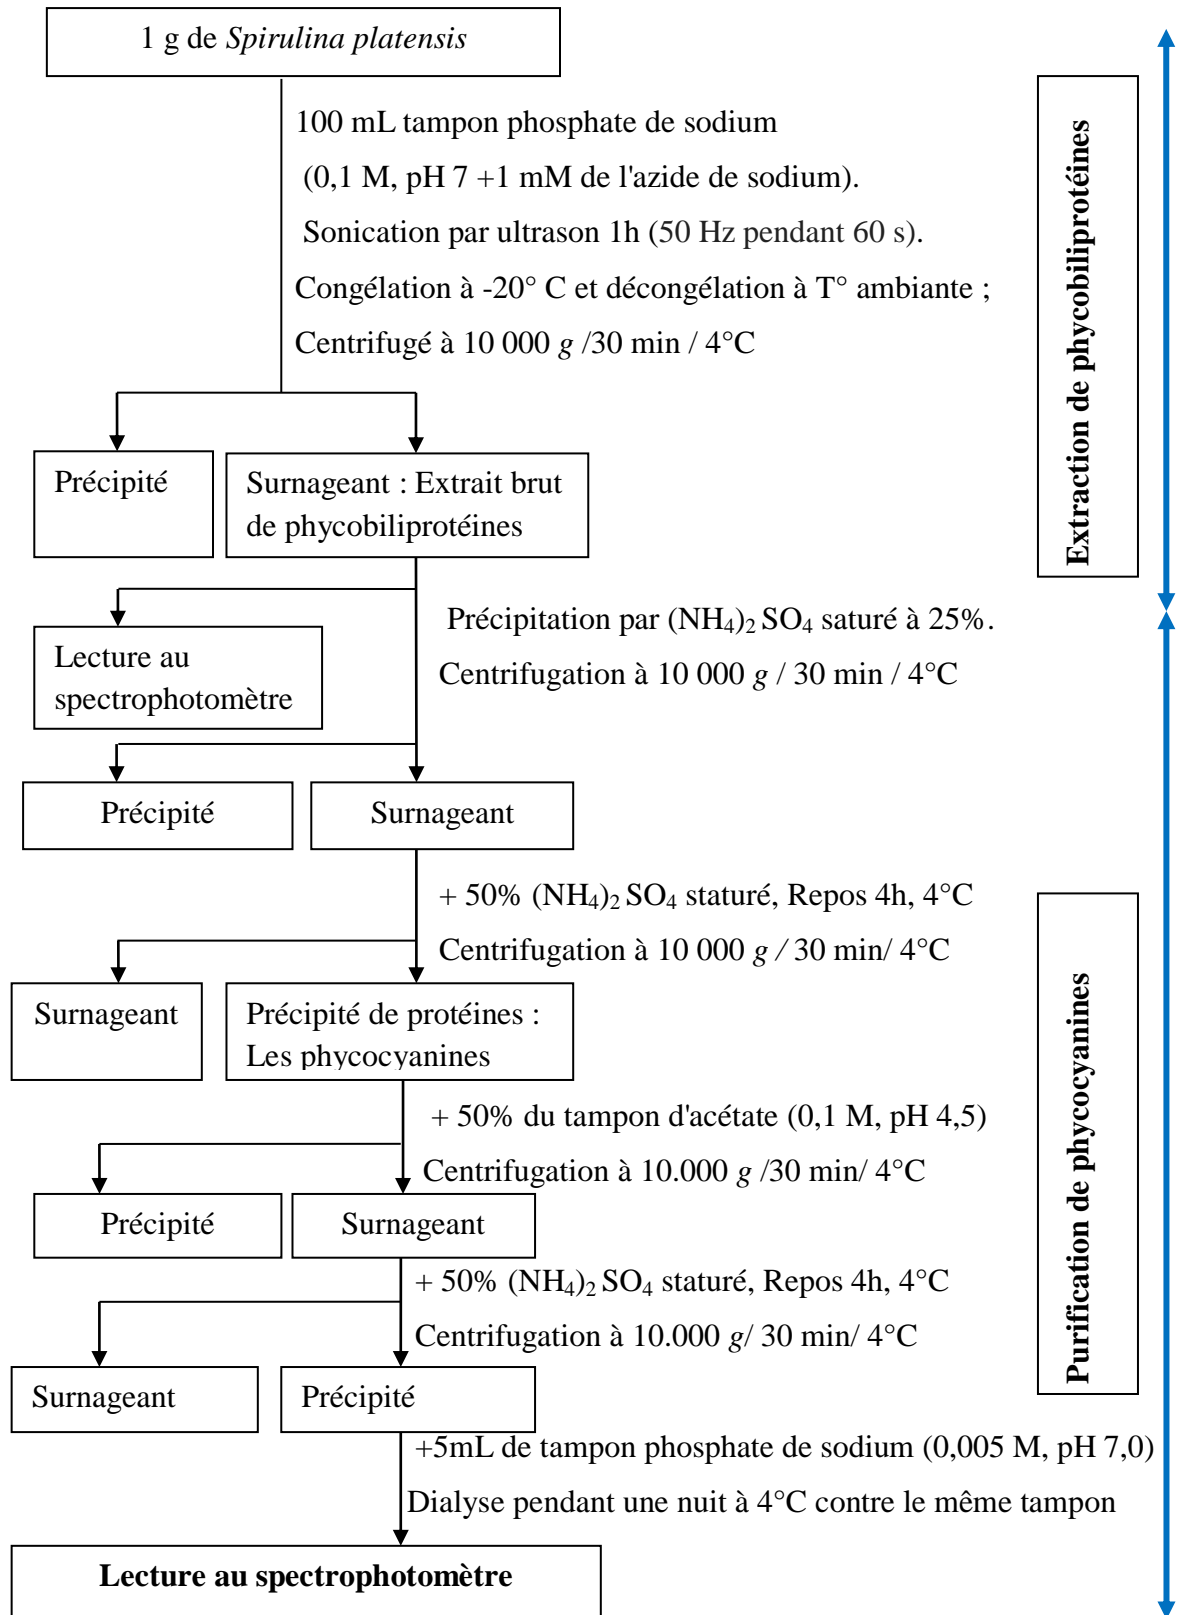 1 g de Spirulina platensis
100 mL tampon phosphate de sodium
(0,1 M, pH 7 +1 mM de l'azide de sodium).
Sonication par ultrason 1h (50 Hz pendant 60 s).
Congélation à -20° C et décongélation à T° ambiante ;
Centrifugé à 10 000 g /30 min / 4°C
Extraction de phycobiliprotéines
Précipité
Surnageant : Extrait brut
de phycobiliprotéines
Précipitation par (NH₄)₂ SO₄ saturé à 25%.
Centrifugation à 10 000 g / 30 min / 4°C
Lecture au
spectrophotomètre
Précipité
Surnageant
+ 50% (NH₄)₂ SO₄ staturé, Repos 4h, 4°C
Centrifugation à 10 000 g / 30 min/ 4°C
Surnageant
Précipité de protéines :
Les phycocyanines
+ 50% du tampon d'acétate (0,1 M, pH 4,5)
Centrifugation à 10.000 g /30 min/ 4°C
Purification de phycocyanines
Précipité
Surnageant
+ 50% (NH₄)₂ SO₄ staturé, Repos 4h, 4°C
Centrifugation à 10.000 g/ 30 min/ 4°C
Surnageant
Précipité
+5mL de tampon phosphate de sodium (0,005 M, pH 7,0)
Dialyse pendant une nuit à 4°C contre le même tampon
Lecture au spectrophotomètre